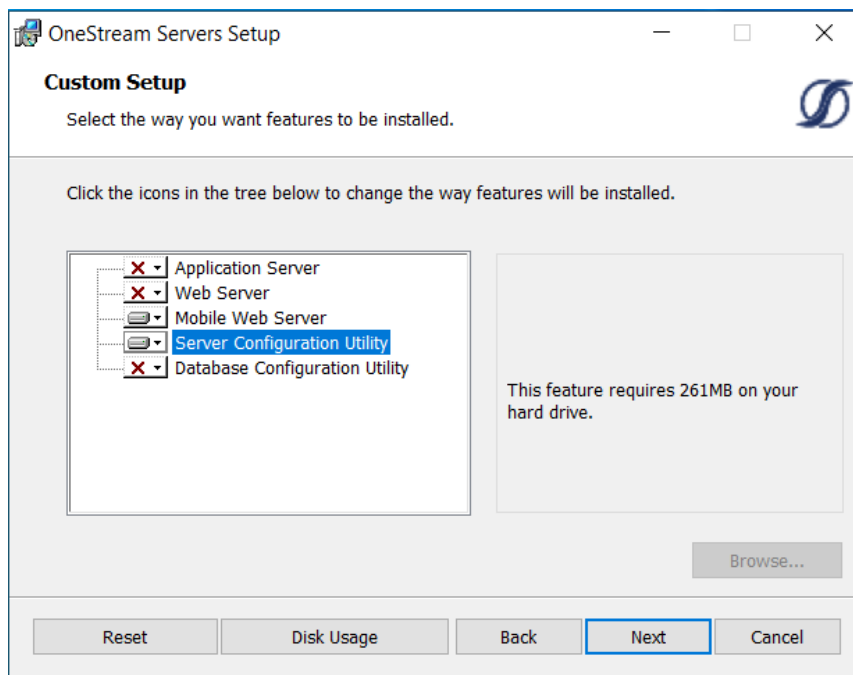 OneStream Servers Setup
Custom Setup
Select the way you want features to be installed.
Click the icons in the tree below to change the way features will be installed.
Application Server
Web Server
Mobile Web Server
Server Configuration Utility
Database Configuration Utility
This feature requires 261MB on your
hard drive.
Browse...
Reset
Disk Usage
Back
Next
Cancel